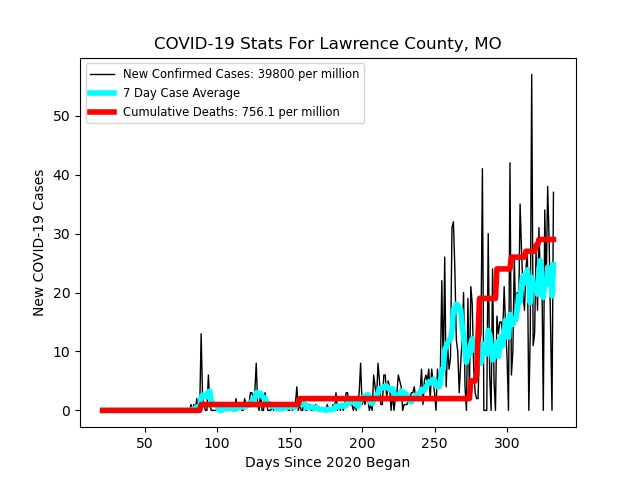 COVID-19 Stats For Lawrence County, MO
New Confirmed Cases: 39800 per million
7 Day Case Average
Cumulative Deaths: 756.1 per million
New COVID-19 Cases
50
40
30
20
10
0
50 100 150 200 250 300
Days Since 2020 Began